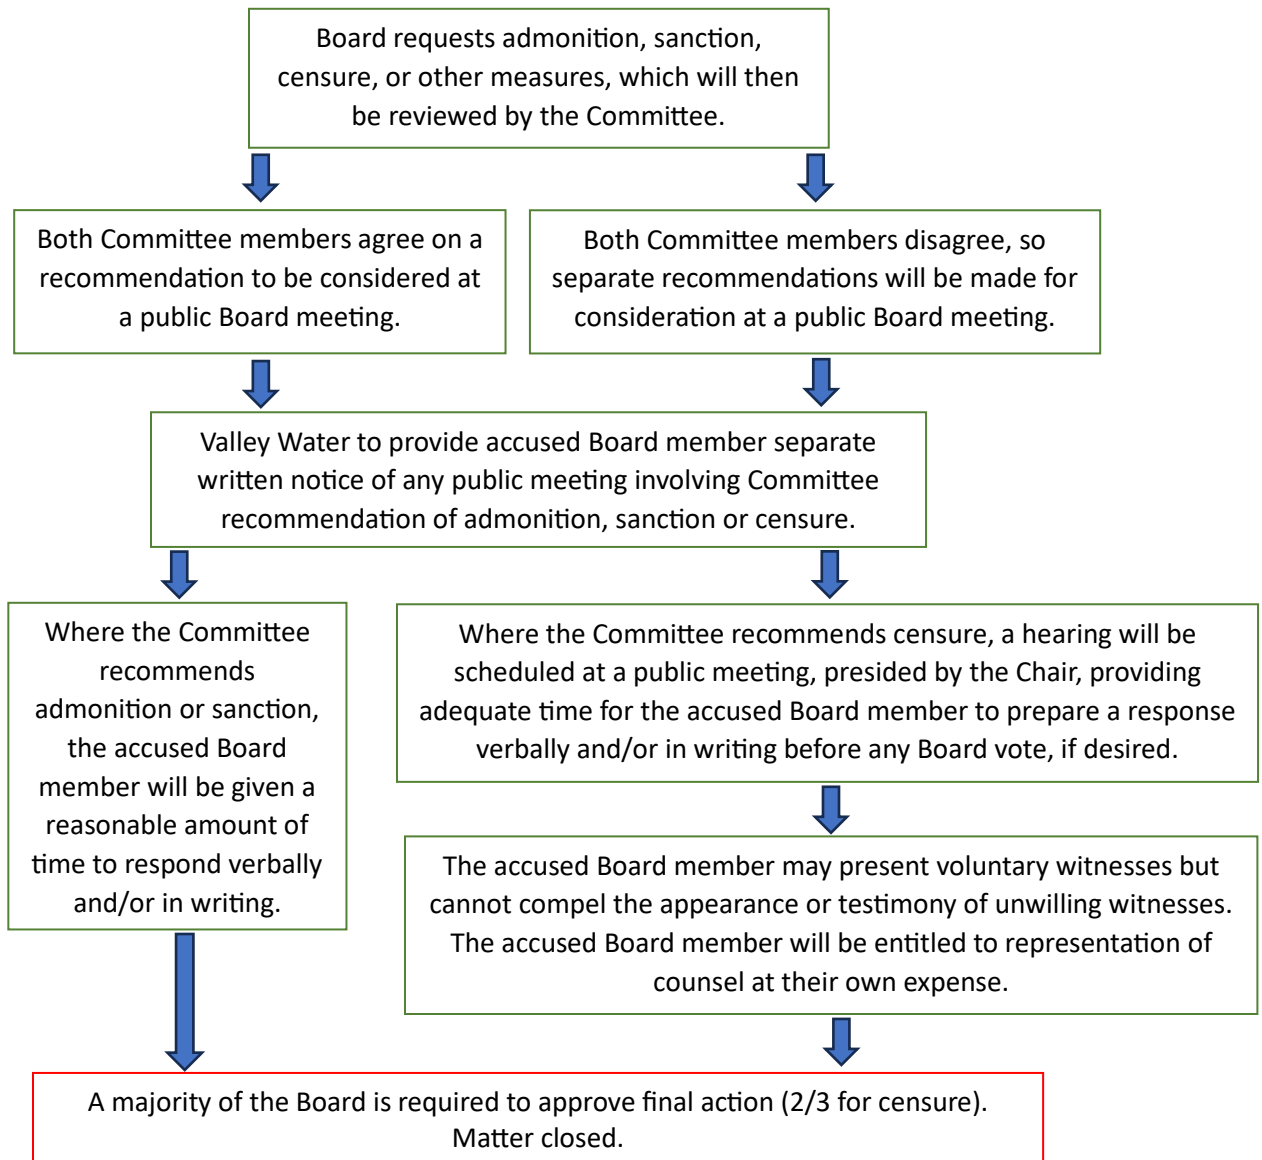 Board requests admonition, sanction,
censure, or other measures, which will then
be reviewed by the Committee.
Both Committee members agree on a
recommendation to be considered at
a public Board meeting.
Both Committee members disagree, so
separate recommendations will be made for
consideration at a public Board meeting.
Valley Water to provide accused Board member separate
written notice of any public meeting involving Committee
recommendation of admonition, sanction or censure.
Where the Committee
recommends
admonition or sanction,
the accused Board
member will be given a
reasonable amount of
time to respond verbally
and/or in writing.
Where the Committee recommends censure, a hearing will be
scheduled at a public meeting, presided by the Chair, providing
adequate time for the accused Board member to prepare a response
verbally and/or in writing before any Board vote, if desired.
The accused Board member may present voluntary witnesses but
cannot compel the appearance or testimony of unwilling witnesses.
The accused Board member will be entitled to representation of
counsel at their own expense.
A majority of the Board is required to approve final action (2/3 for censure).
Matter closed.